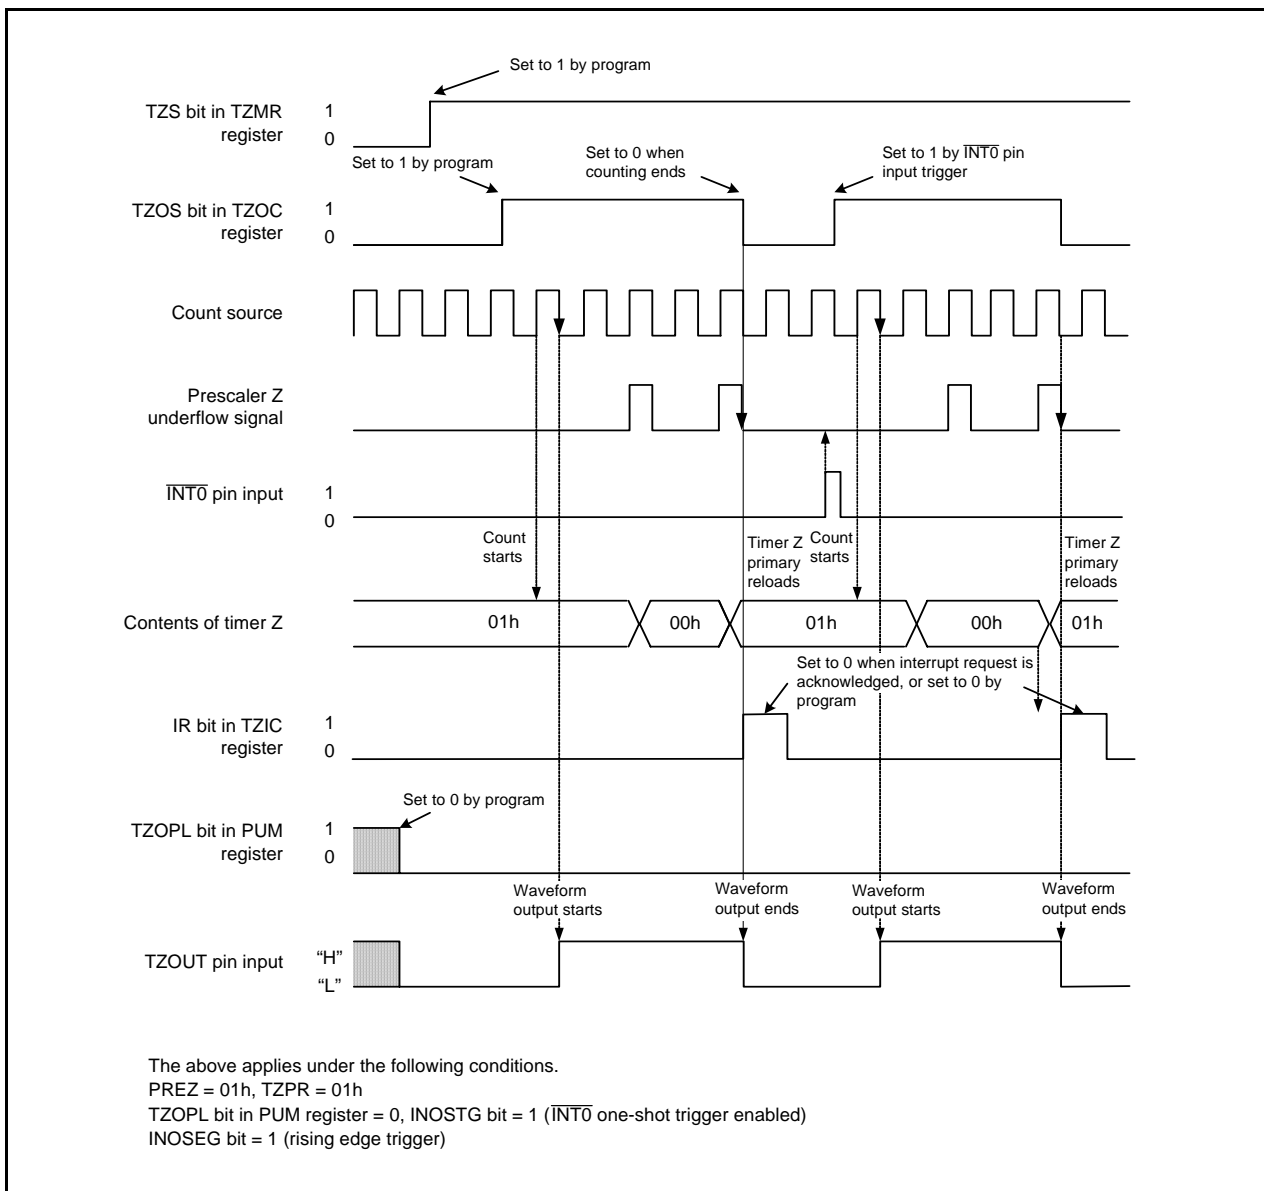 Set to 1 by program
TZS bit in TZMR
register
1
0
Set to 1 by program
Set to 0 when
counting ends
Set to 1 by INT0 pin
input trigger
TZOS bit in TZOC
register
1
0
Count source
Prescaler Z
underflow signal
INT0 pin input
1
0
Count
starts
Timer Z
primary
reloads
Count
starts
Timer Z
primary
reloads
Contents of timer Z
01h
00h
01h
00h
01h
Set to 0 when interrupt request is
acknowledged, or set to 0 by
program
IR bit in TZIC
register
1
0
Set to 0 by program
TZOPL bit in PUM
register
1
0
Waveform
output starts
Waveform
output ends
Waveform
output starts
Waveform
output ends
TZOUT pin input
“H”
“L”
The above applies under the following conditions.
PREZ = 01h, TZPR = 01h
TZOPL bit in PUM register = 0, INOSTG bit = 1 (INT0 one-shot trigger enabled)
INOSEG bit = 1 (rising edge trigger)